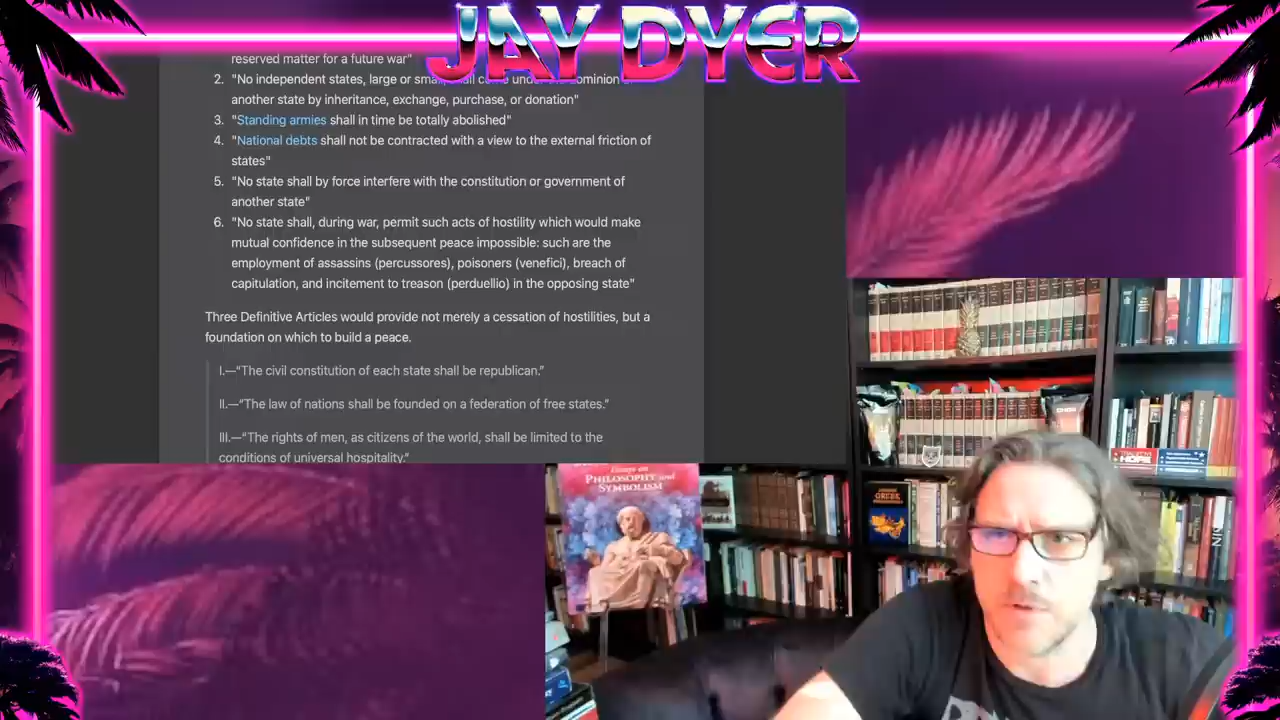 JAY DYER
reserved matter for a future war"
2. "No independent states, large or small, shall come under the dominion
another state by inheritance, exchange, purchase, or donation"
3. "Standing armies shall in time be totally abolished"
4. "National debts shall not be contracted with a view to the external friction of
states"
5. "No state shall by force interfere with the constitution or government of
another state"
6. "No state shall, during war, permit such acts of hostility which would make
mutual confidence in the subsequent peace impossible: such are the
employment of assassins (percussores), poisoners (venefici), breach of
capitulation, and incitement to treason (perduellio) in the opposing state"
Three Definitive Articles would provide not merely a cessation of hostilities, but a
foundation on which to build a peace.
I.—"The civil constitution of each state shall be republican."
II.—"The law of nations shall be founded on a federation of free states."
III.—"The rights of men, as citizens of the world, shall be limited to the
conditions of universal hospitality."
Essays on
PHILOSOPHY and
SYMBOLISM
GREEK
HOPE